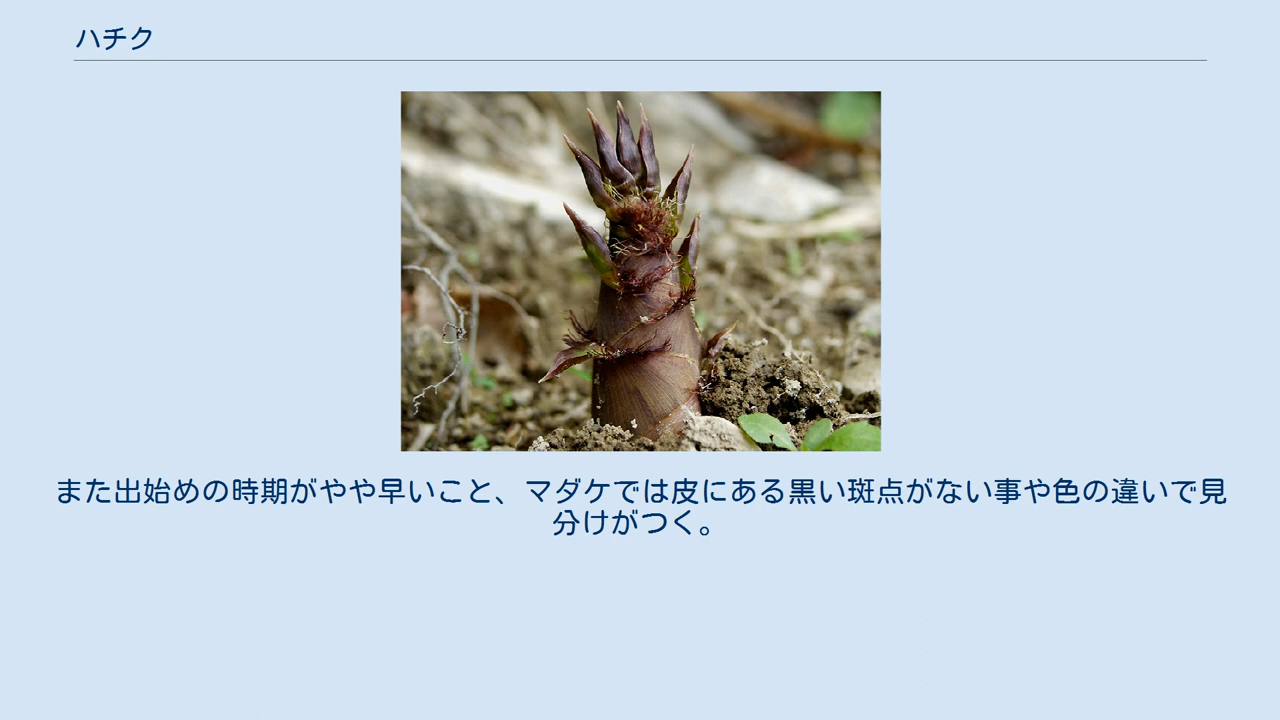 ハチク
また出始めの時期がやや早いこと、マダケでは皮にある黒い斑点がない事や色の違いで見
分けがつく。